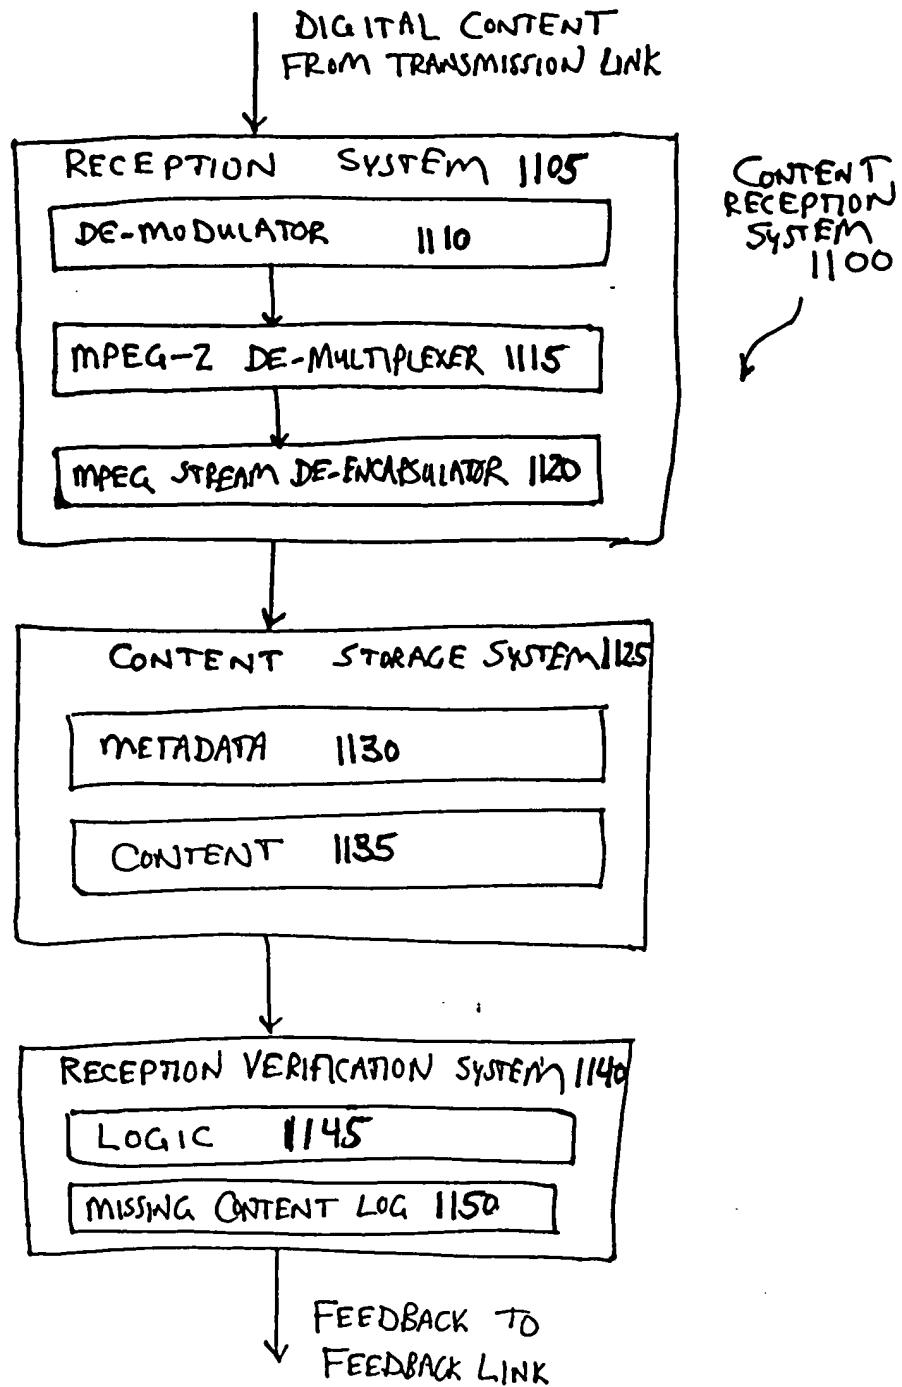 DIGITAL CONTENT
FROM TRANSMISSION LINK
RECEPTION SYSTEM 1105
DE-MODULATOR 1110
MPEG-2 DE-MULTIPLEXER 1115
MPEG STREAM DE-ENCAPSULATOR 1120
CONTENT
RECEPTION
SYSTEM
1100
CONTENT STORAGE SYSTEM 1125
METADATA 1130
CONTENT 1135
RECEPTION VERIFICATION SYSTEM 1140
LOGIC 1145
MISSING CONTENT LOG 1150
FEEDBACK TO
FEEDBACK LINK